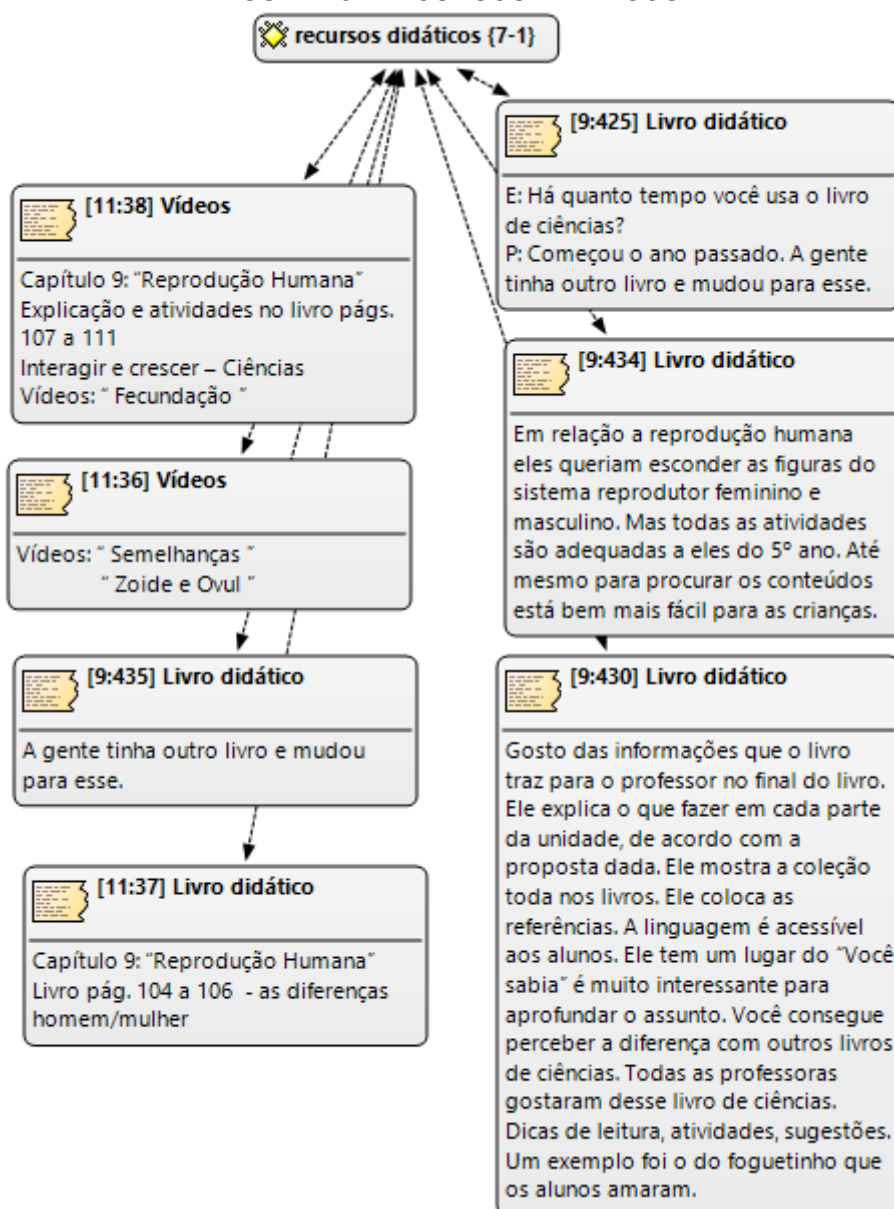 recursos didáticos {7-1}
[11:38] Vídeos
Capítulo 9: “Reprodução Humana”
Explicação e atividades no livro págs.
107 a 111
Interagir e crescer – Ciências
Vídeos: “ Fecundação ”
[11:36] Vídeos
Vídeos: “ Semelhanças ”
“ Zoide e Ovul ”
[9:435] Livro didático
A gente tinha outro livro e mudou
para esse.
[11:37] Livro didático
Capítulo 9: “Reprodução Humana”
Livro pág. 104 a 106 - as diferenças
homem/mulher
[9:425] Livro didático
E: Há quanto tempo você usa o livro
de ciências?
P: Começou o ano passado. A gente
tinha outro livro e mudou para esse.
[9:434] Livro didático
Em relação a reprodução humana
eles queriam esconder as figuras do
sistema reprodutor feminino e
masculino. Mas todas as atividades
são adequadas a eles do 5º ano. Até
mesmo para procurar os conteúdos
está bem mais fácil para as crianças.
[9:430] Livro didático
Gosto das informações que o livro
traz para o professor no final do livro.
Ele explica o que fazer em cada parte
da unidade, de acordo com a
proposta dada. Ele mostra a coleção
toda nos livros. Ele coloca as
referências. A linguagem é acessível
aos alunos. Ele tem um lugar do “Você
sabia” é muito interessante para
aprofundar o assunto. Você consegue
perceber a diferença com outros livros
de ciências. Todas as professoras
gostaram desse livro de ciências.
Dicas de leitura, atividades, sugestões.
Um exemplo foi o do foguetinho que
os alunos amaram.